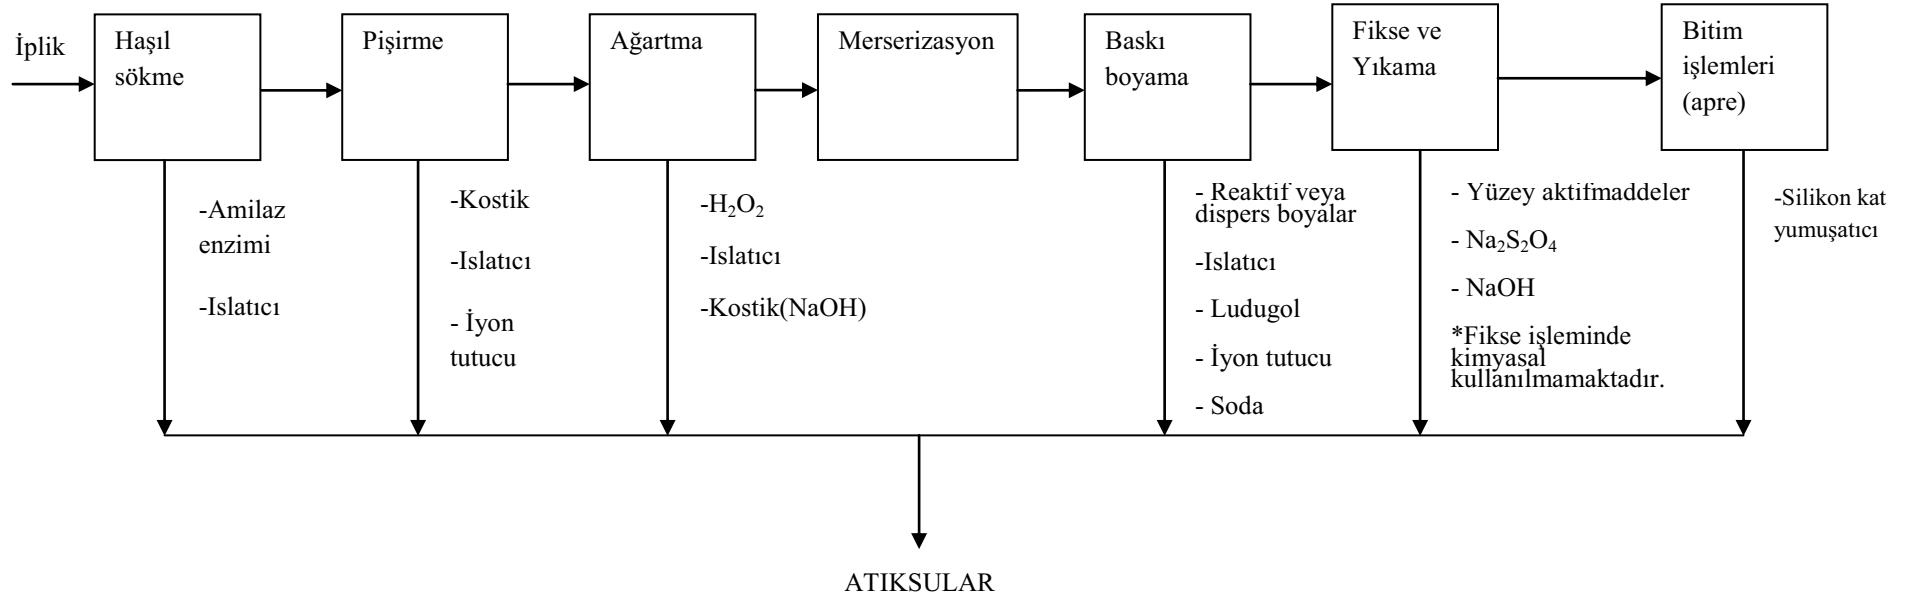 İplik
Haşıl
sökme
Pişirme
Ağartma
Merserizasyon
Baskı
boyama
Fikse ve
Yıkama
Bitim
işlemleri
(apre)
-Amilaz
enzimi
-Islatıcı
-Kostik
-Islatıcı
- İyon
tutucu
-H₂O₂
-Islatıcı
-Kostik(NaOH)
- Reaktif veya
dispers boyalar
-Islatıcı
- Ludugol
- İyon tutucu
- Soda
- Yüzey aktifmaddeler
- Na₂S₂O₄
- NaOH
*Fikse işleminde
kimyasal
kullanılmamaktadır.
-Silikon kat
yumuşatıcı
ATIKSULAR